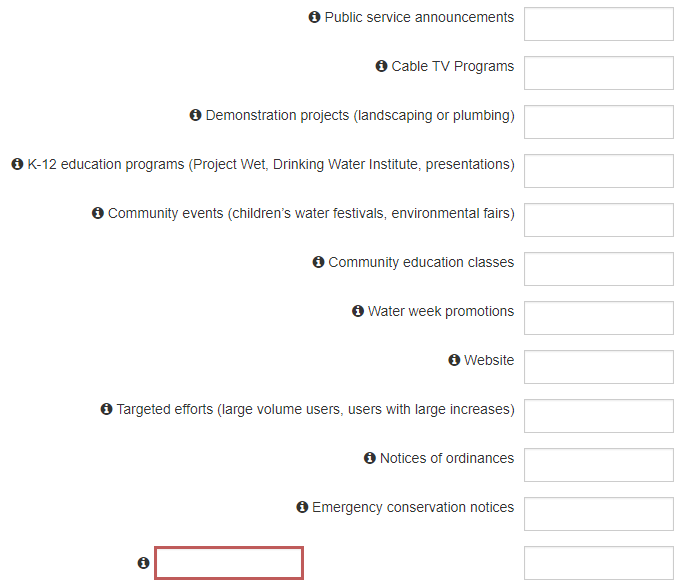 Public service announcements
Cable TV Programs
Demonstration projects (landscaping or plumbing)
K-12 education programs (Project Wet, Drinking Water Institute, presentations)
Community events (children’s water festivals, environmental fairs)
Community education classes
Water week promotions
Website
Targeted efforts (large volume users, users with large increases)
Notices of ordinances
Emergency conservation notices